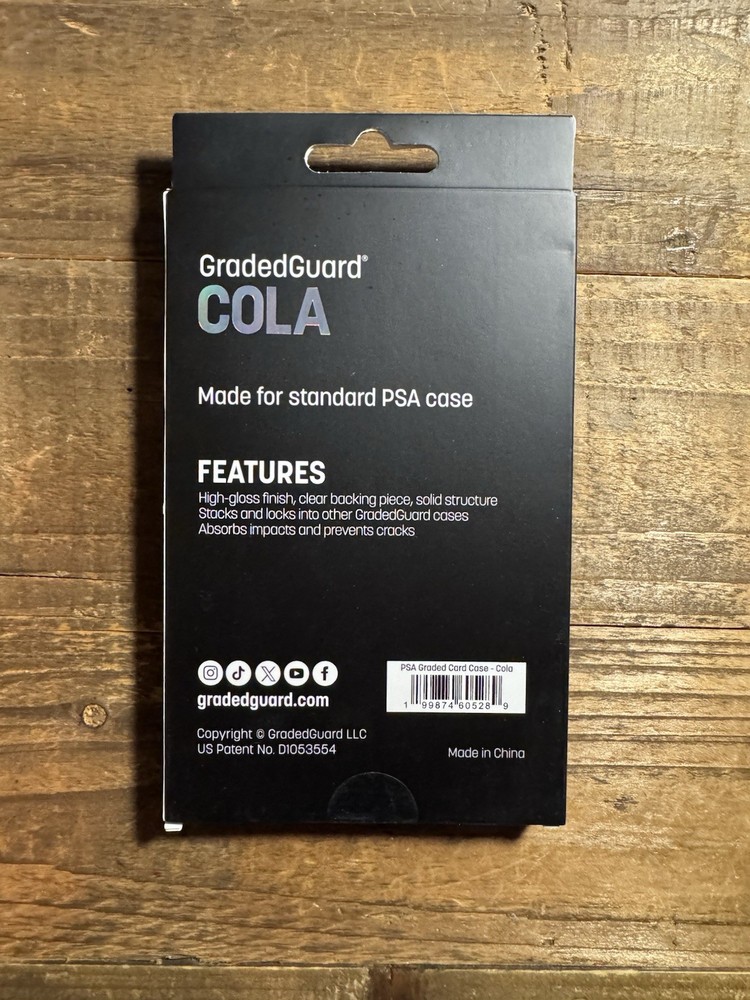 GradedGuard®
COLA
Made for standard PSA case
FEATURES
High-gloss finish, clear backing piece, solid structure
Stacks and locks into other GradedGuard cases
Absorbs impacts and prevents cracks
gradedguard.com
PSA Graded Card Case - Cola
1 99874 60528 9
Copyright © GradedGuard LLC
US Patent No. D1053554
Made in China